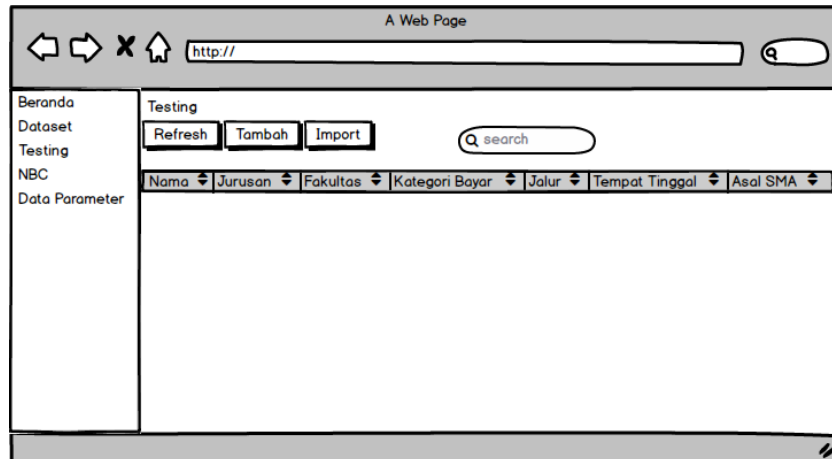 A Web Page
http://
Beranda
Dataset
Testing
NBC
Data Parameter
Testing
Refresh Tambah Import search
Nama Jurusan Fakultas Kategori Bayar Jalur Tempat Tinggal Asal SMA